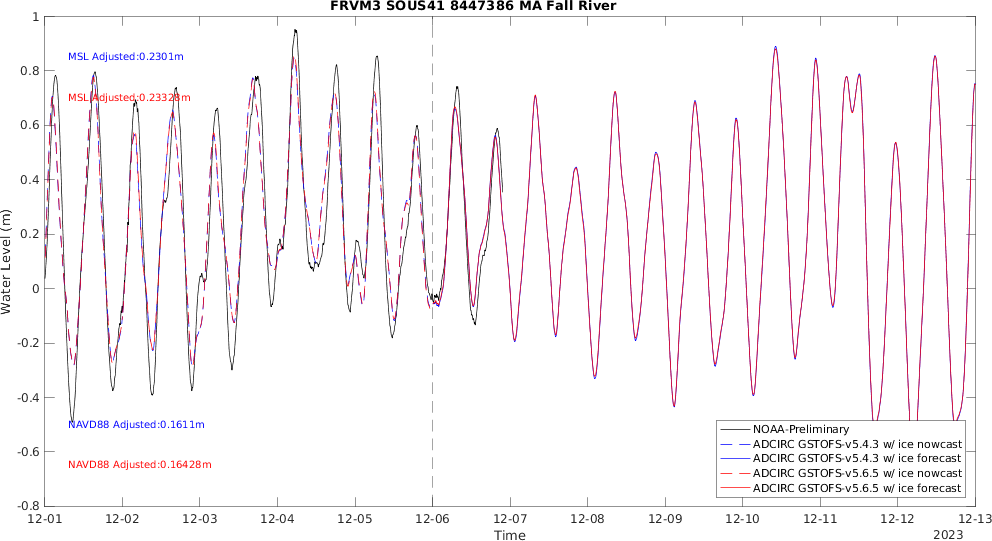 FRVM3 SOUS41 8447386 MA Fall River
1
0.8
0.6
0.4
0.2
0
-0.2
-0.4
-0.6
-0.8
Water Level (m)
MSL Adjusted:0.2301m
MSL Adjusted:0.23328m
NAVD88 Adjusted:0.1611m
NAVD88 Adjusted:0.16428m
NOAA-Preliminary
ADCIRC GSTOFS-v5.4.3 w/ ice nowcast
ADCIRC GSTOFS-v5.4.3 w/ ice forecast
ADCIRC GSTOFS-v5.6.5 w/ ice nowcast
ADCIRC GSTOFS-v5.6.5 w/ ice forecast
12-01 12-02 12-03 12-04 12-05 12-06 12-07 12-08 12-09 12-10 12-11 12-12 12-13
Time
2023